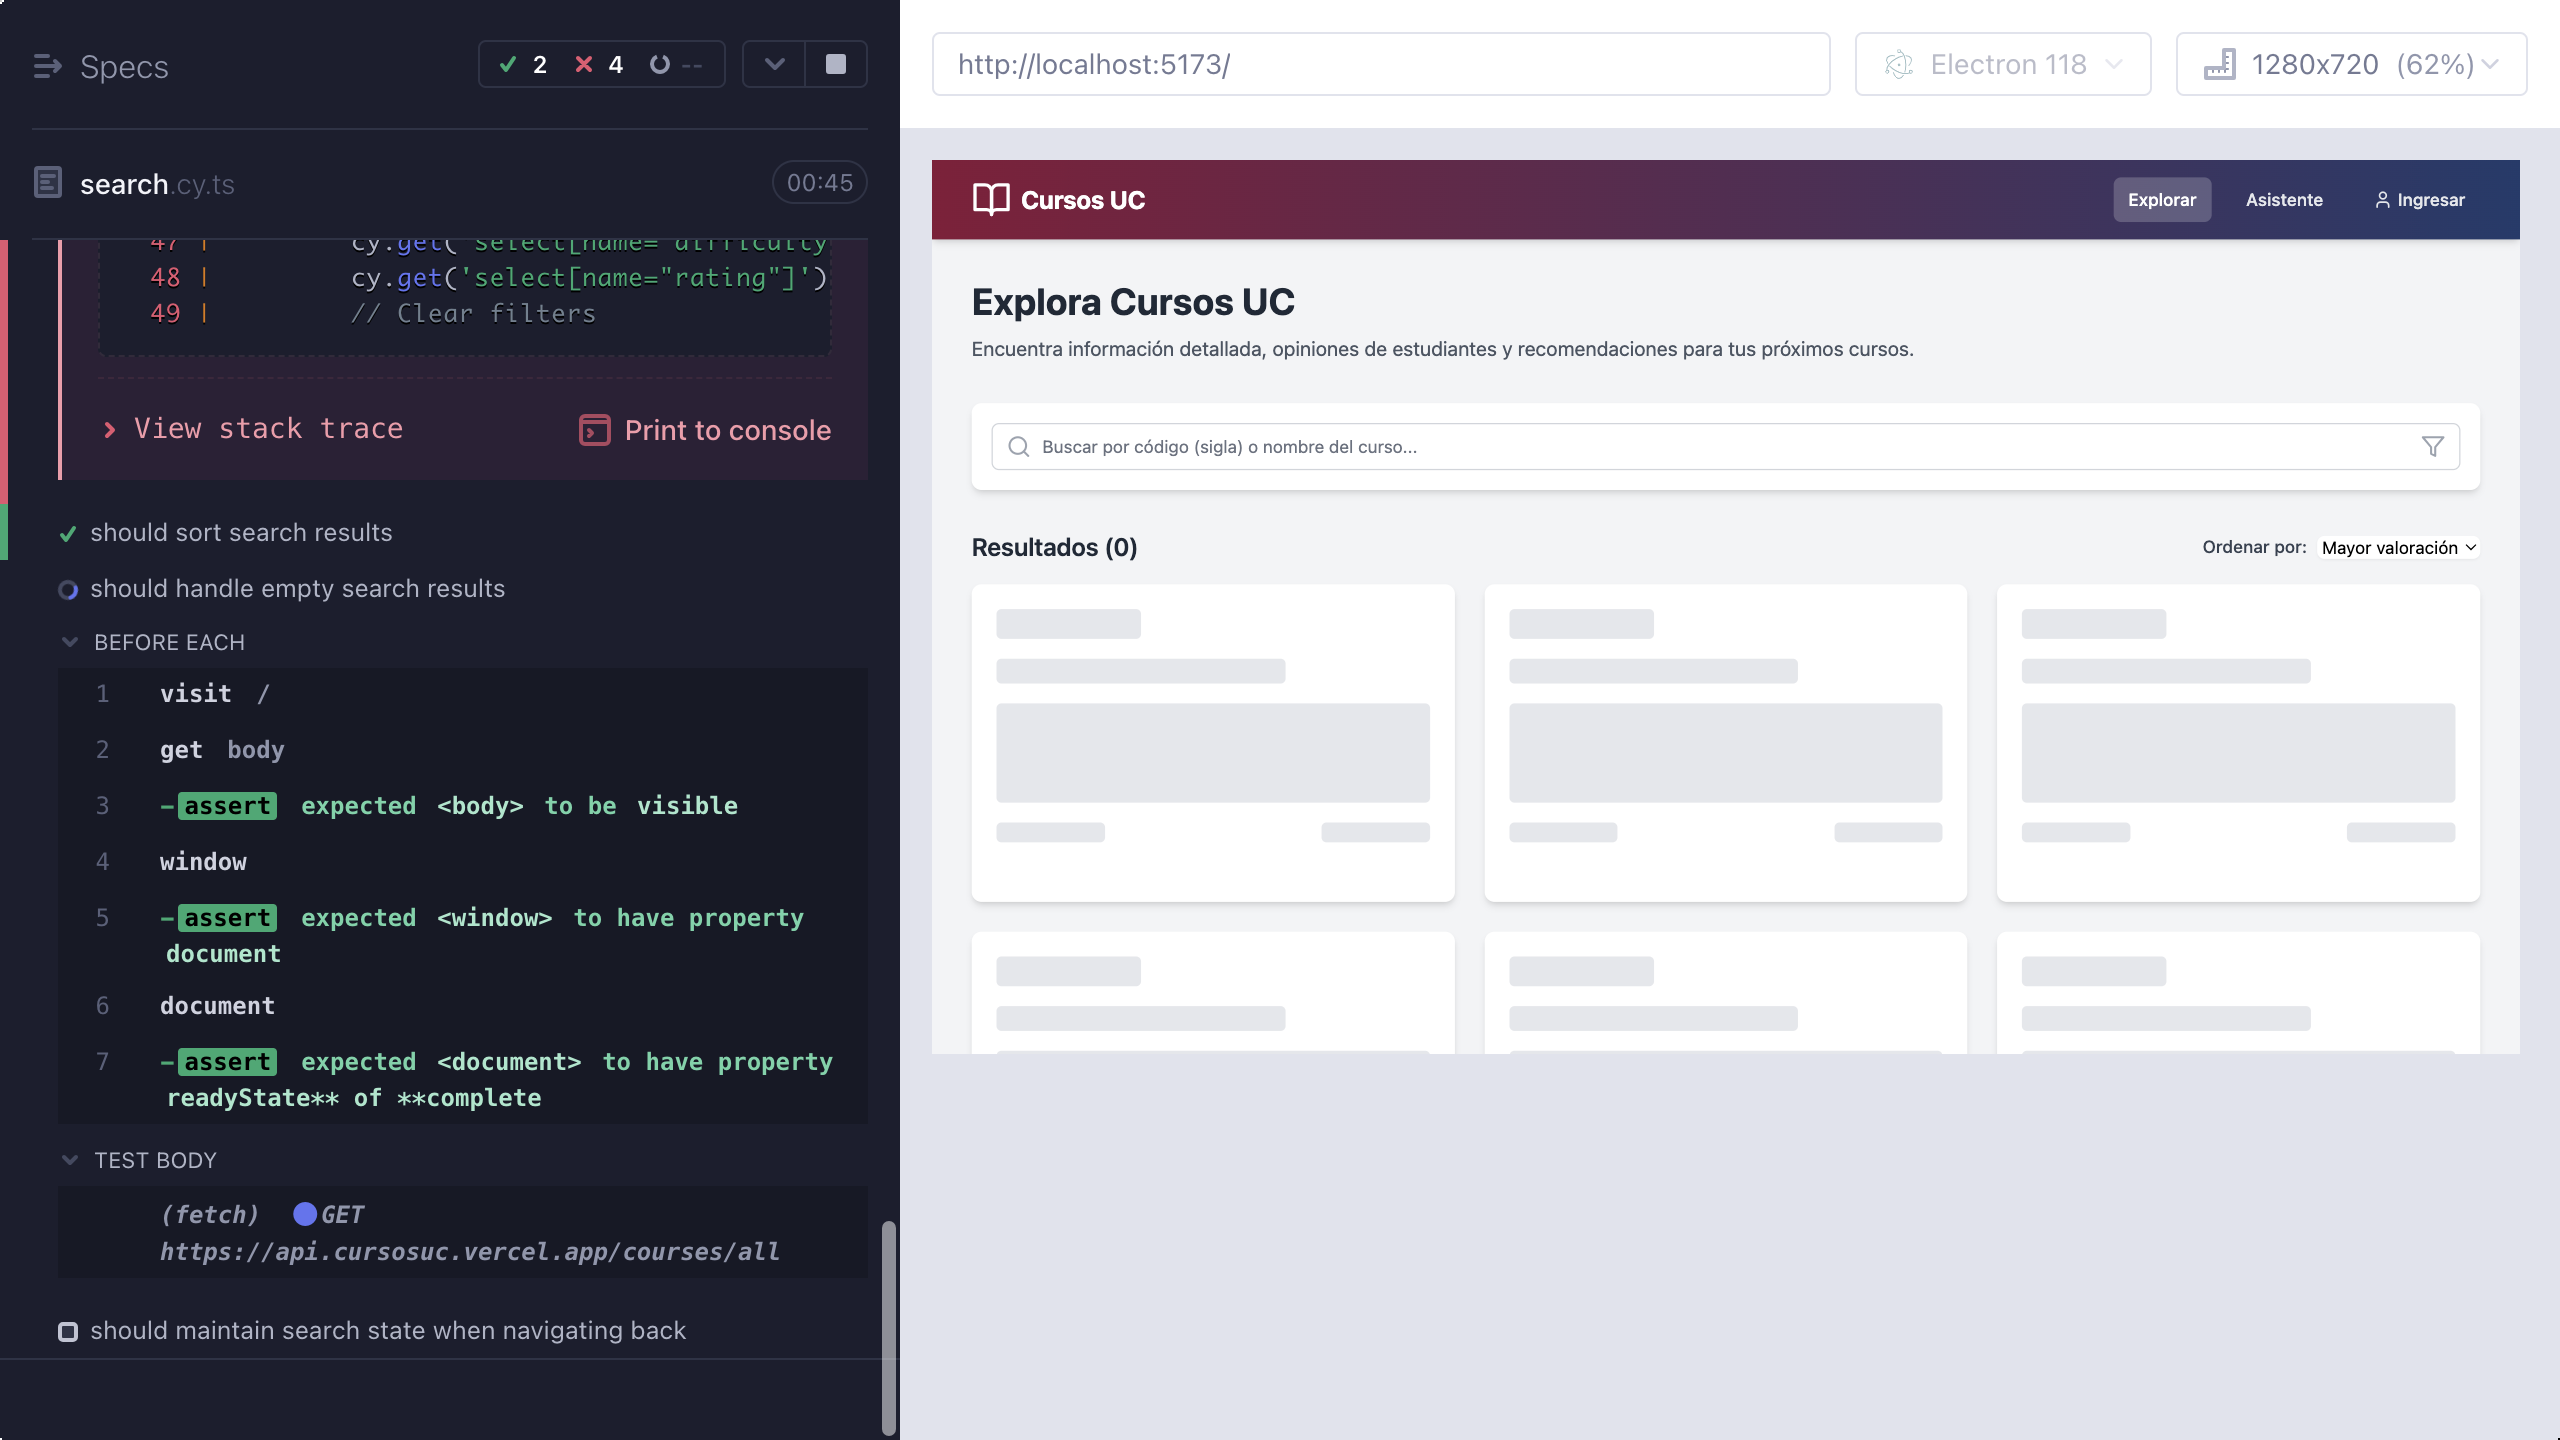 Specs
2
4
--
search.cy.ts
00:45
47 | cy.get('select[name="difficulty
48 | cy.get('select[name="rating"]')
49 | // Clear filters
View stack trace
Print to console
should sort search results
should handle empty search results
BEFORE EACH
1 visit /
2 get body
3 -assert expected <body> to be visible
4 window
5 -assert expected <window> to have property
document
6 document
7 -assert expected <document> to have property
readyState** of **complete
TEST BODY
(fetch) GET
https://api.cursosuc.vercel.app/courses/all
should maintain search state when navigating back
http://localhost:5173/
Electron 118
1280x720 (62%)
Cursos UC
Explorar
Asistente
Ingresar
Explora Cursos UC
Encuentra información detallada, opiniones de estudiantes y recomendaciones para tus próximos cursos.
Buscar por código (sigla) o nombre del curso...
Resultados (0)
Ordenar por: Mayor valoración